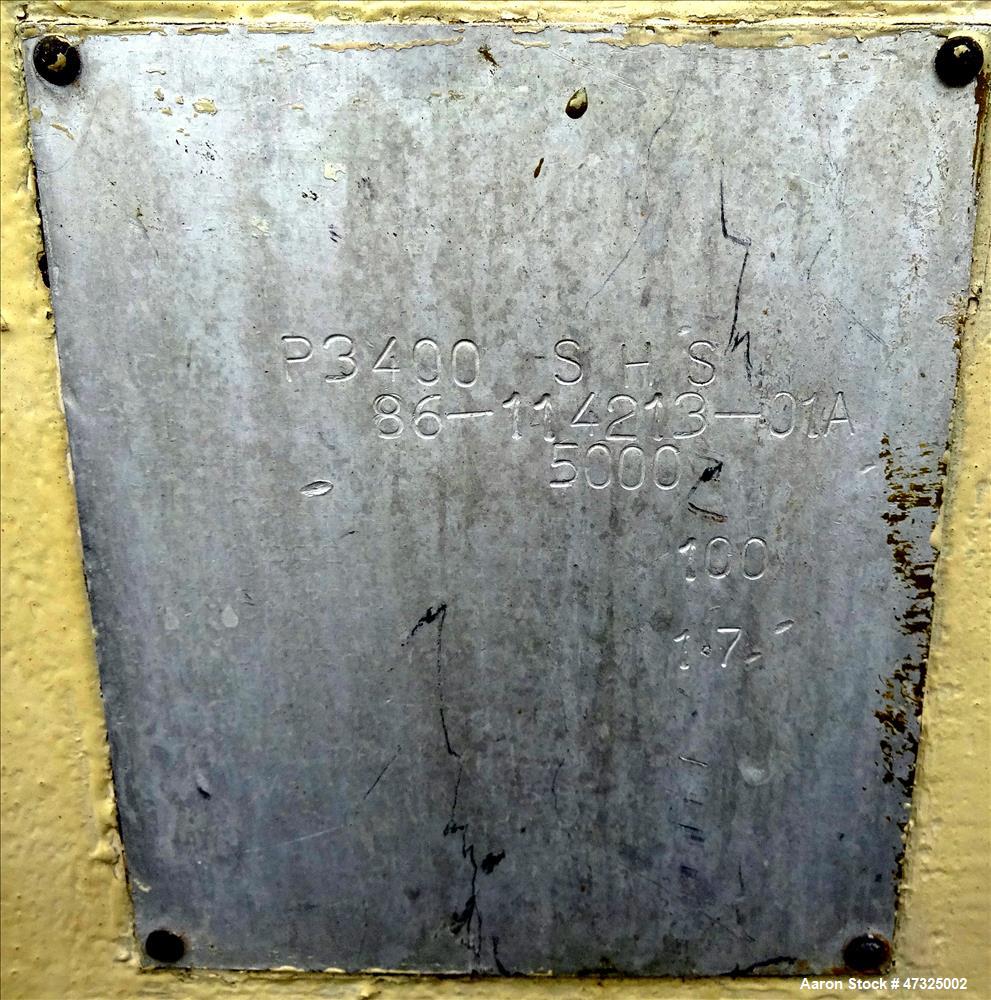 P3400 S H S
86-114213-01A
5000
100
1.7
Aaron Stock # 47325002